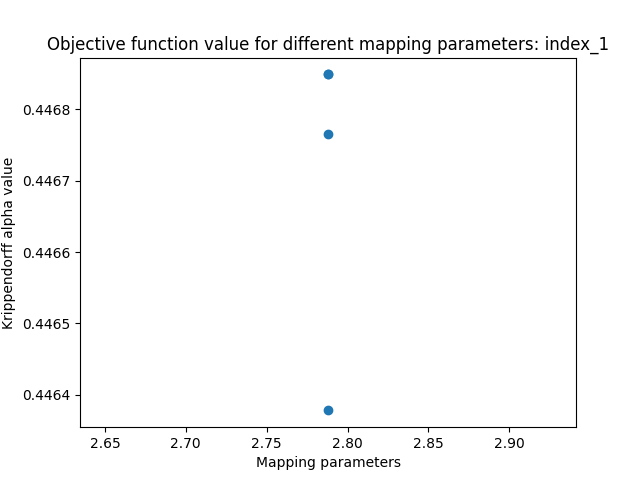 Objective function value for different mapping parameters: index_1
Krippendorff alpha value
0.4468
0.4467
0.4466
0.4465
0.4464
2.65 2.70 2.75 2.80 2.85 2.90
Mapping parameters